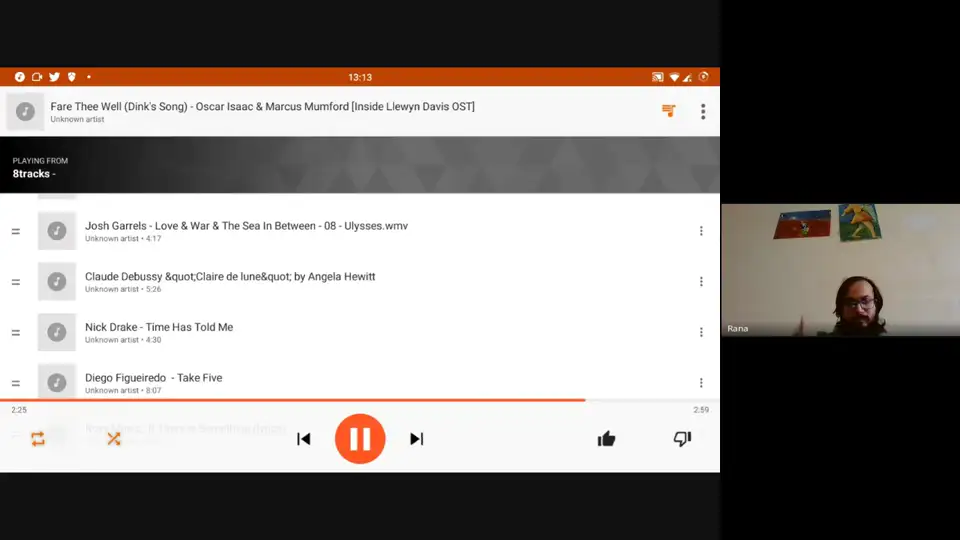 13:13
Fare Thee Well (Dink's Song) - Oscar Isaac & Marcus Mumford [Inside Llewyn Davis OST]
Unknown artist
PLAYING FROM
8tracks -
Josh Garrels - Love & War & The Sea In Between - 08 - Ulysses.wmv
Unknown artist • 4:17
Claude Debussy &quot;Claire de lune&quot; by Angela Hewitt
Unknown artist • 5:26
Nick Drake - Time Has Told Me
Unknown artist • 4:30
Diego Figueiredo - Take Five
Unknown artist • 8:07
2:25
2:59
Rana